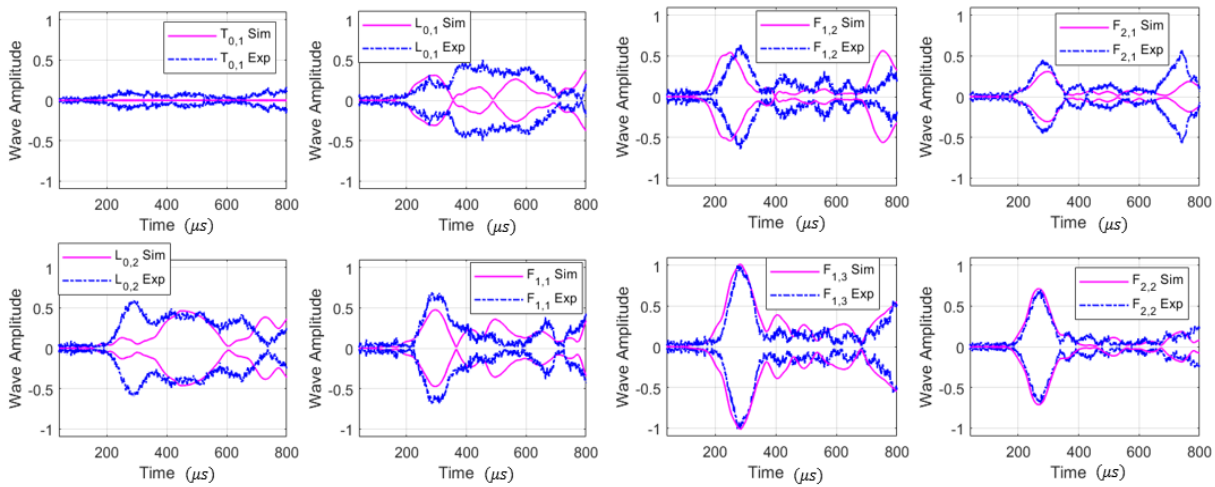 1
0.5
0
-0.5
-1
Wave Amplitude
200 400 600 800
Time (μs)
T0,1 Sim
T0,1 Exp
1
0.5
0
-0.5
-1
Wave Amplitude
200 400 600 800
Time (μs)
L0,1 Sim
L0,1 Exp
1
0.5
0
-0.5
-1
Wave Amplitude
200 400 600 800
Time (μs)
F1,2 Sim
F1,2 Exp
1
0.5
0
-0.5
-1
Wave Amplitude
200 400 600 800
Time (μs)
F2,1 Sim
F2,1 Exp
1
0.5
0
-0.5
-1
Wave Amplitude
200 400 600 800
Time (μs)
L0,2 Sim
L0,2 Exp
1
0.5
0
-0.5
-1
Wave Amplitude
200 400 600 800
Time (μs)
F1,1 Sim
F1,1 Exp
1
0.5
0
-0.5
-1
Wave Amplitude
200 400 600 800
Time (μs)
F1,3 Sim
F1,3 Exp
1
0.5
0
-0.5
-1
Wave Amplitude
200 400 600 800
Time (μs)
F2,2 Sim
F2,2 Exp